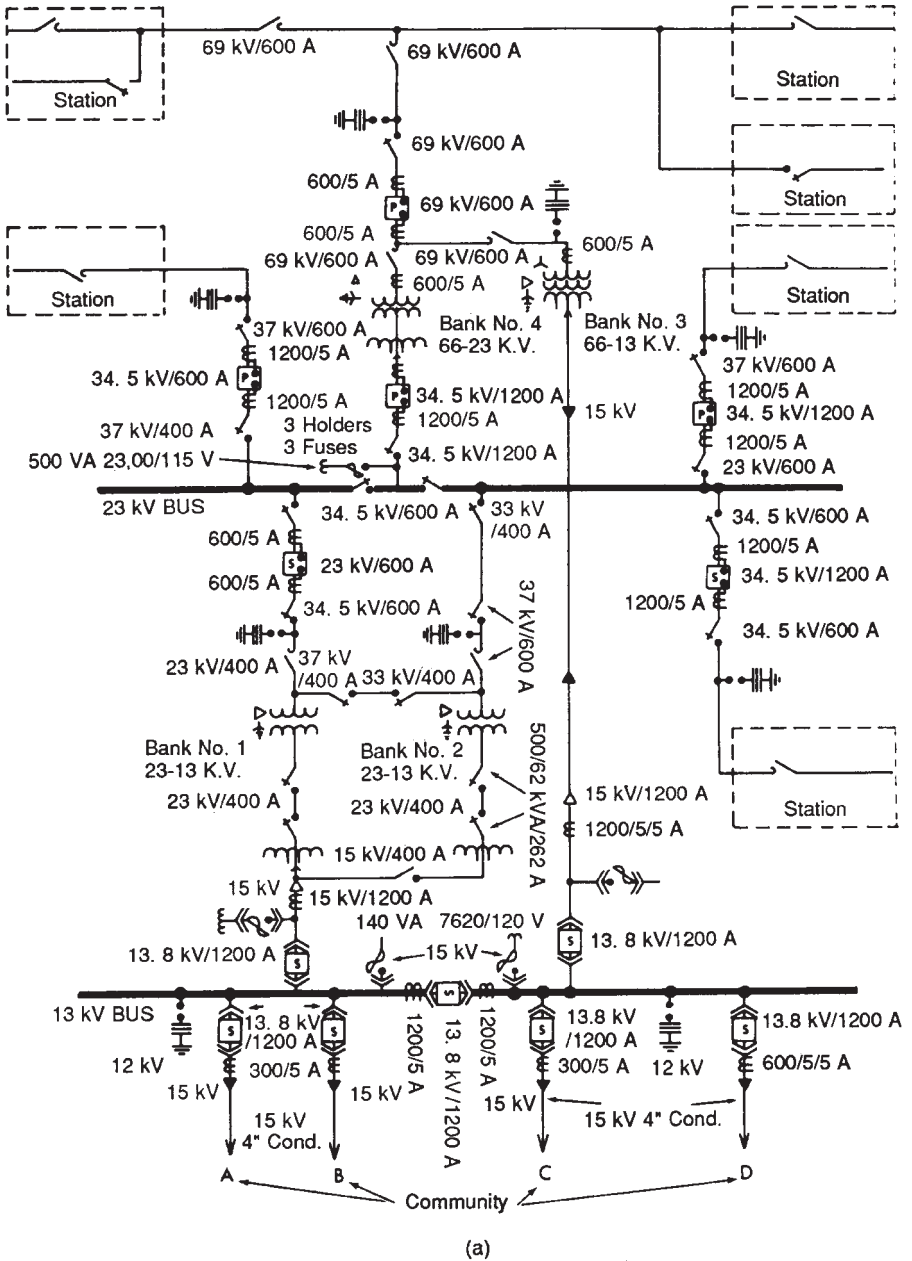 69 kV/600 A
Station
69 kV/600 A
Station
69 kV/600 A
600/5 A
P
69 kV/600 A
Station
600/5 A
69 kV/600 A
69 kV/600 A
600/5 A
600/5 A
Station
Station
Bank No. 4
66-23 K.V.
Bank No. 3
66-13 K.V.
37 kV/600 A
1200/5 A
34. 5 kV/600 A
P
1200/5 A
37 kV/400 A
37 kV/600 A
1200/5 A
P
34. 5 kV/1200 A
1200/5 A
23 kV/600 A
P
34. 5 kV/1200 A
1200/5 A
15 kV
3 Holders
3 Fuses
500 VA 23,00/115 V
34. 5 kV/1200 A
23 kV BUS
34. 5 kV/600 A
33 kV
/400 A
34. 5 kV/600 A
600/5 A
S
23 kV/600 A
600/5 A
34. 5 kV/600 A
1200/5 A
S
34. 5 kV/1200 A
1200/5 A
34. 5 kV/600 A
37 kV/600 A
23 kV/400 A
37 kV
/400 A
33 kV/400 A
Bank No. 1
23-13 K.V.
Bank No. 2
23-13 K.V.
500/62 kVA/262 A
Station
23 kV/400 A
23 kV/400 A
15 kV/1200 A
1200/5/5 A
15 kV/400 A
15 kV
15 kV/1200 A
140 VA
7620/120 V
15 kV
13. 8 kV/1200 A
S
S
13. 8 kV/1200 A
13 kV BUS
S
12 kV
S
13. 8 kV
/1200 A
S
300/5 A
1200/5 A
13. 8 kV/1200 A
1200/5 A
S
13.8 kV
/1200 A
300/5 A
12 kV
S
13.8 kV/1200 A
600/5/5 A
15 kV
15 kV
15 kV
15 kV
4" Cond.
15 kV 4" Cond.
A
B
C
D
Community
(a)